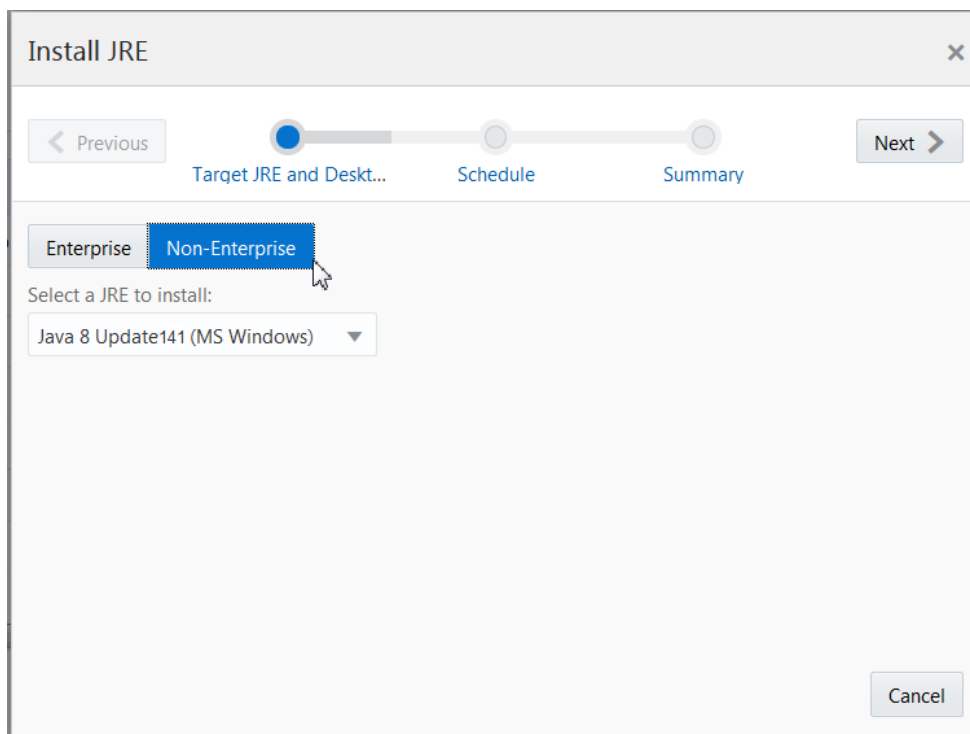 Install JRE
Previous
Next
Target JRE and Deskt...
Schedule
Summary
Enterprise
Non-Enterprise
Select a JRE to install:
Java 8 Update141 (MS Windows)
Cancel